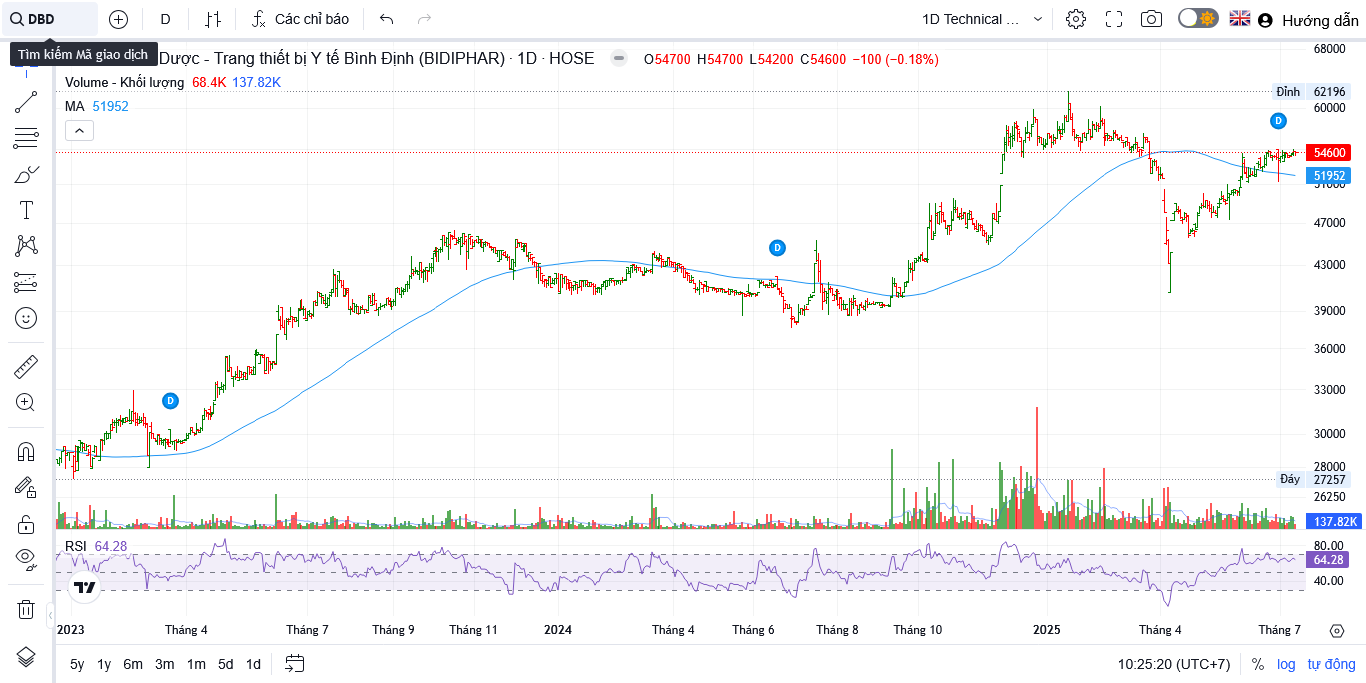 DBD
D
Các chỉ báo
1D Technical ...
Hướng dẫn
Tìm kiếm Mã giao dịch
Dược - Trang thiết bị Y tế Bình Định (BIDIPHAR) · 1D · HOSE
O54700 H54700 L54200 C54600 −100 (−0.18%)
Volume - Khối lượng 68.4K 137.82K
MA 51952
68000
Đỉnh 62196
60000
D
54600
51952
51000
47000
D
43000
39000
36000
33000
D
30000
28000
Đáy 27257
26250
137.82K
RSI 64.28
80.00
64.28
40.00
2023 Tháng 4 Tháng 7 Tháng 9 Tháng 11 2024 Tháng 4 Tháng 6 Tháng 8 Tháng 10 2025 Tháng 4 Tháng 7
5y 1y 6m 3m 1m 5d 1d
10:25:20 (UTC+7) % log tự động